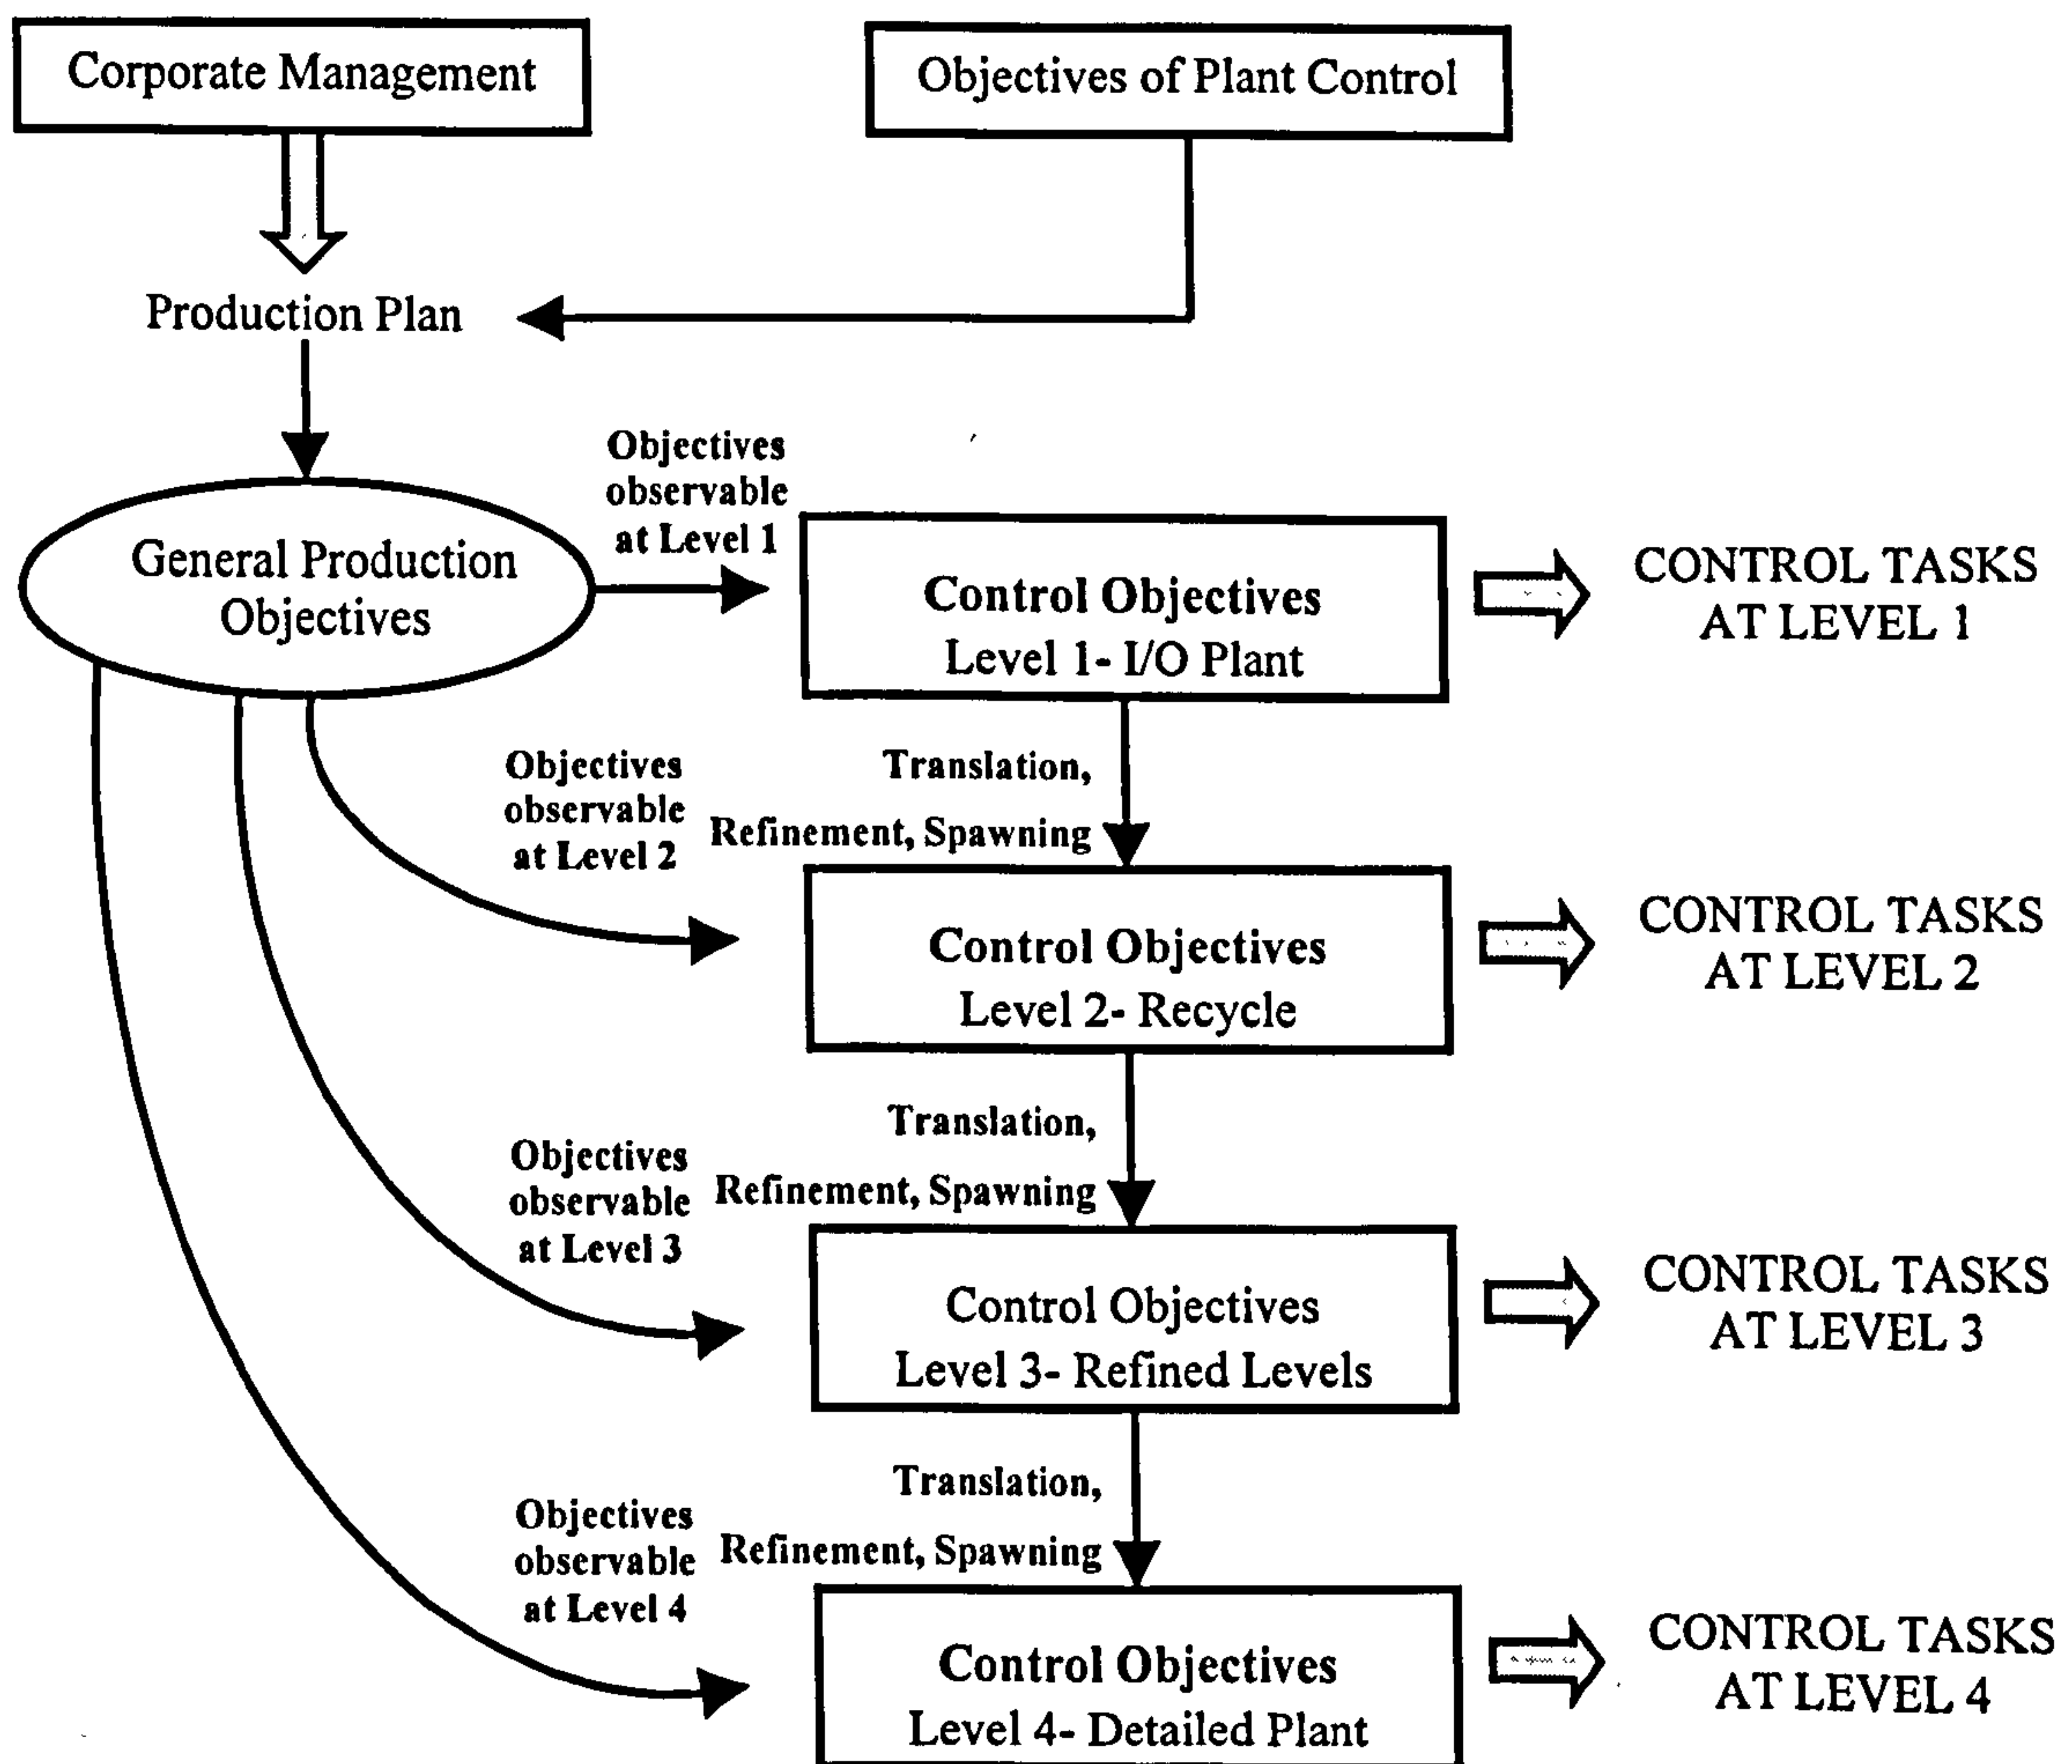 Corporate Management
Objectives of Plant Control
Production Plan
General Production
Objectives
Objectives
observable
at Level 1
Control Objectives
Level 1- I/O Plant
CONTROL TASKS
AT LEVEL 1
Objectives
observable
at Level 2
Translation,
Refinement, Spawning
Control Objectives
Level 2- Recycle
CONTROL TASKS
AT LEVEL 2
Objectives
observable
at Level 3
Translation,
Refinement, Spawning
Control Objectives
Level 3- Refined Levels
CONTROL TASKS
AT LEVEL 3
Objectives
observable
at Level 4
Translation,
Refinement, Spawning
Control Objectives
Level 4- Detailed Plant
CONTROL TASKS
AT LEVEL 4